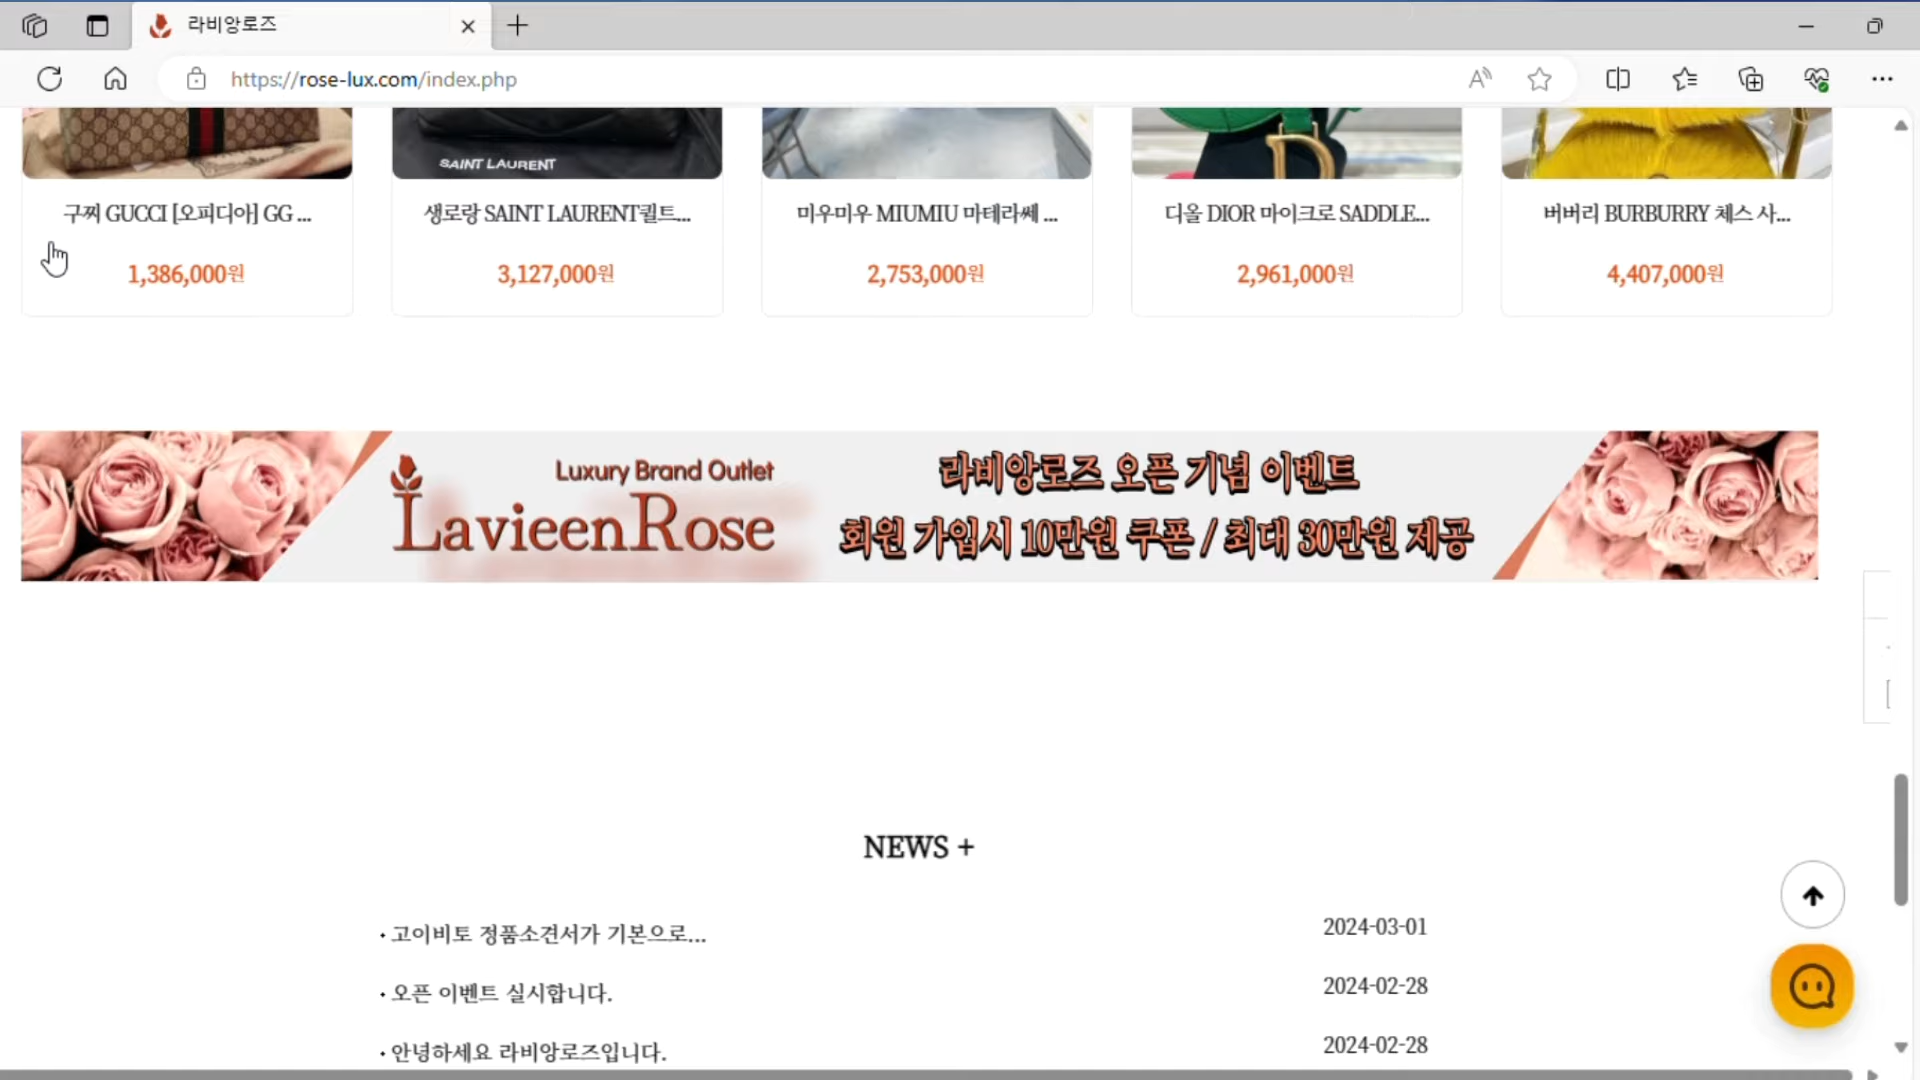 라비앙로즈
https://rose-lux.com/index.php
SAINT LAURENT
구찌 GUCCI [오피디아] GG ...
생로랑 SAINT LAURENT퀼트...
미우미우 MIUMIU 마테라쎄 ...
디올 DIOR 마이크로 SADDLE...
버버리 BURBURRY 체스 사...
1,386,000원
3,127,000원
2,753,000원
2,961,000원
4,407,000원
Luxury Brand Outlet
LavieenRose
라비앙로즈 오픈 기념 이벤트
회원 가입시 10만원 쿠폰 / 최대 30만원 제공
NEWS +
• 고이비토 정품소견서가 기본으로...
2024-03-01
• 오픈 이벤트 실시합니다.
2024-02-28
• 안녕하세요 라비앙로즈입니다.
2024-02-28